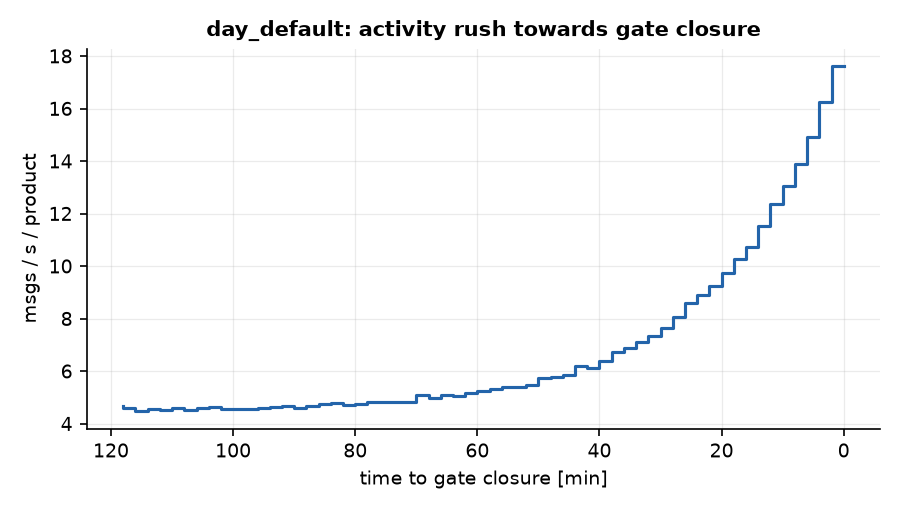 day_default: activity rush towards gate closure
msgs / s / product
18
16
14
12
10
8
6
4
120 100 80 60 40 20 0
time to gate closure [min]